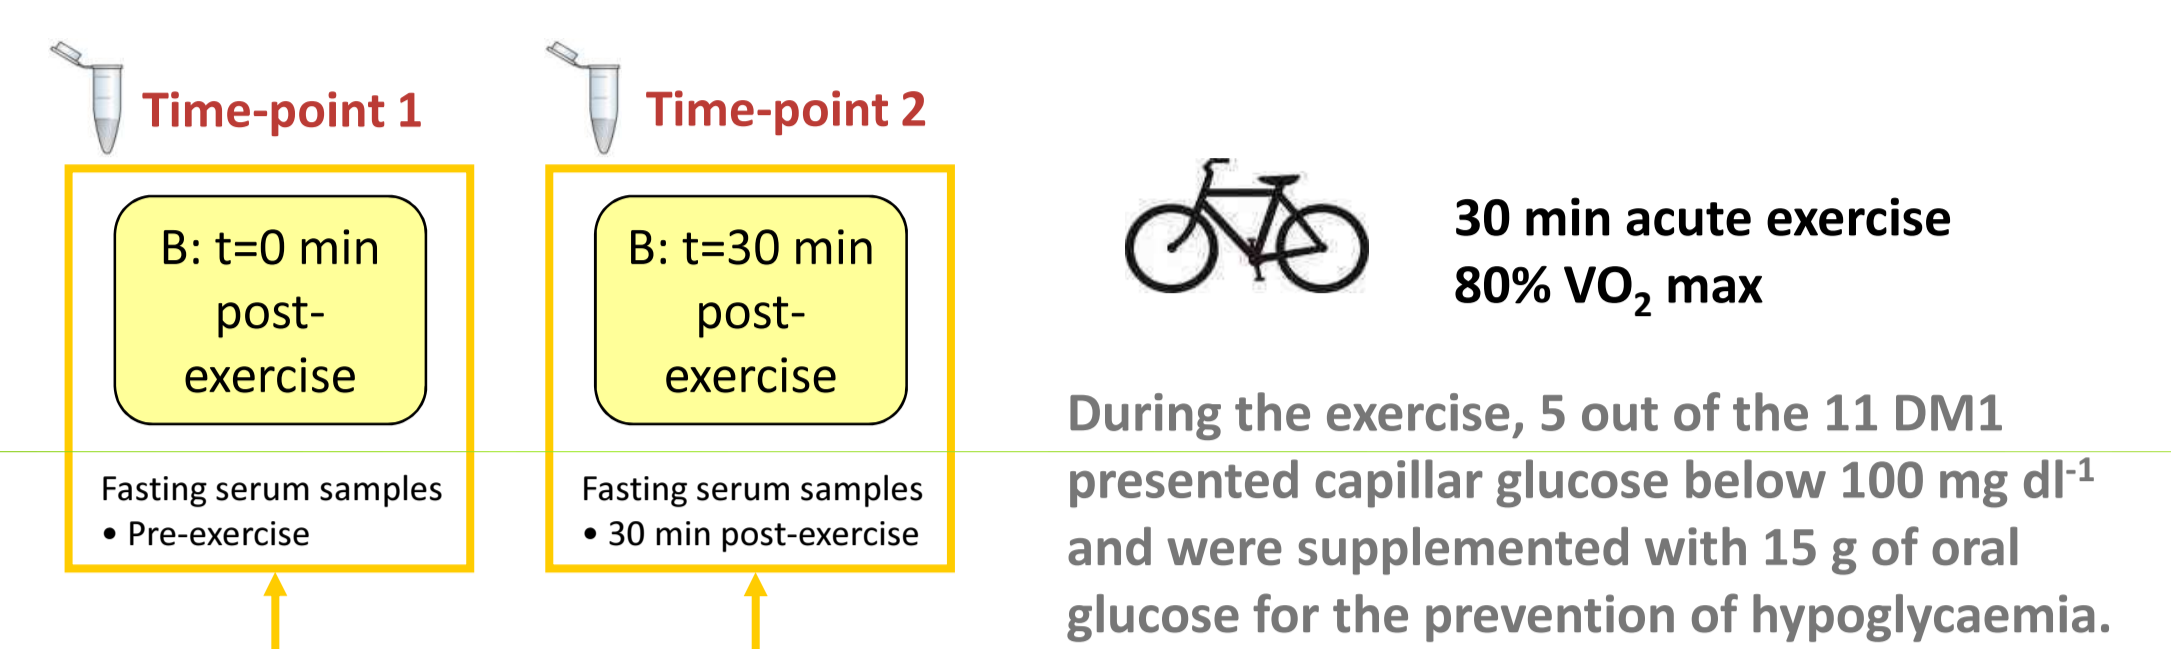 Time-point 1
B: t=0 min
post-
exercise
Fasting serum samples
• Pre-exercise
Time-point 2
B: t=30 min
post-
exercise
Fasting serum samples
• 30 min post-exercise
30 min acute exercise
80% VO₂ max
During the exercise, 5 out of the 11 DM1
presented capillar glucose below 100 mg dl⁻¹
and were supplemented with 15 g of oral
glucose for the prevention of hypoglycaemia.